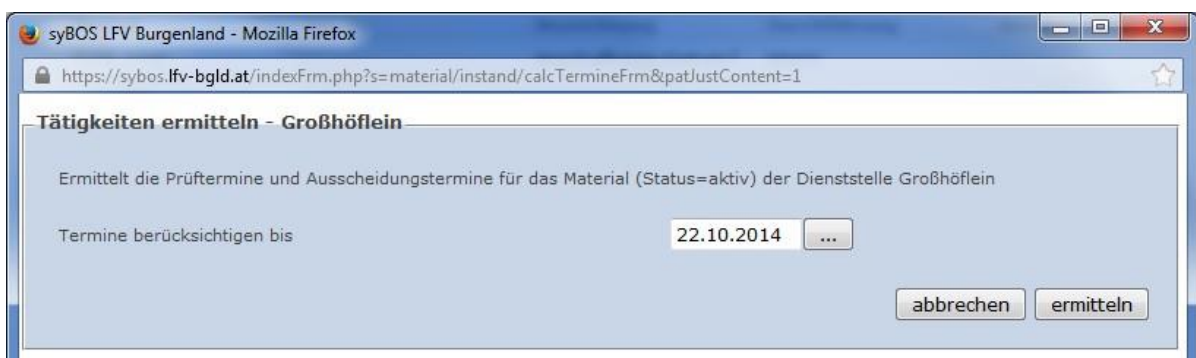 syBOS LFV Burgenland - Mozilla Firefox
https://sybos.lfv-bgld.at/indexFrm.php?s=material/instand/calcTermineFrm&patJustContent=1
Tätigkeiten ermitteln - Großhöflein
Ermittelt die Prüftermine und Ausscheidungstermine für das Material (Status=aktiv) der Dienststelle Großhöflein
Termine berücksichtigen bis 22.10.2014 ...
abbrechen ermitteln